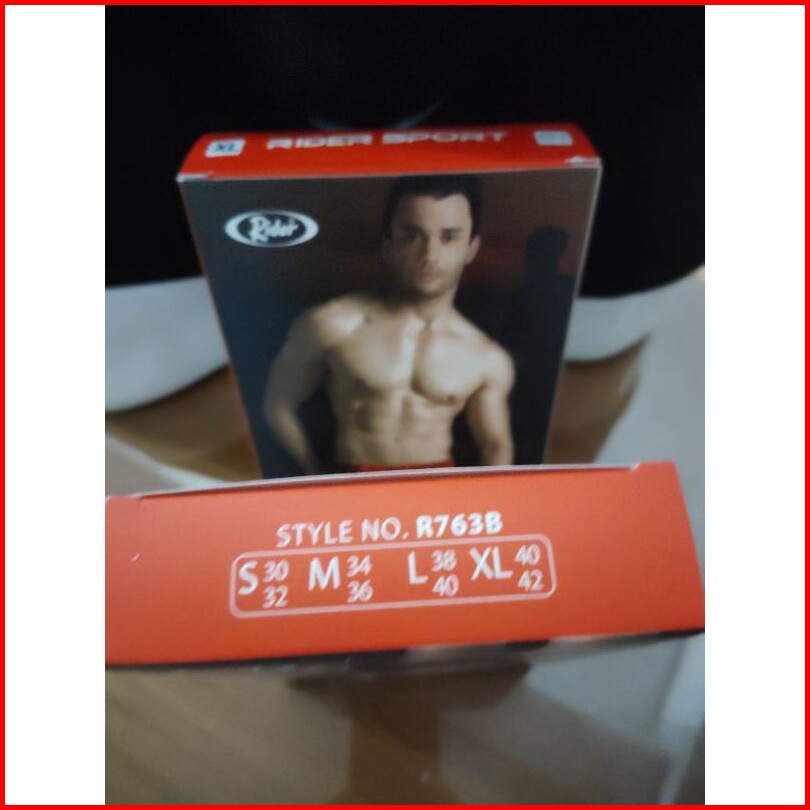 XL RIDER SPORT
Rider
STYLE NO. R763B
S 30 32 M 34 36 L 38 40 XL 40 42